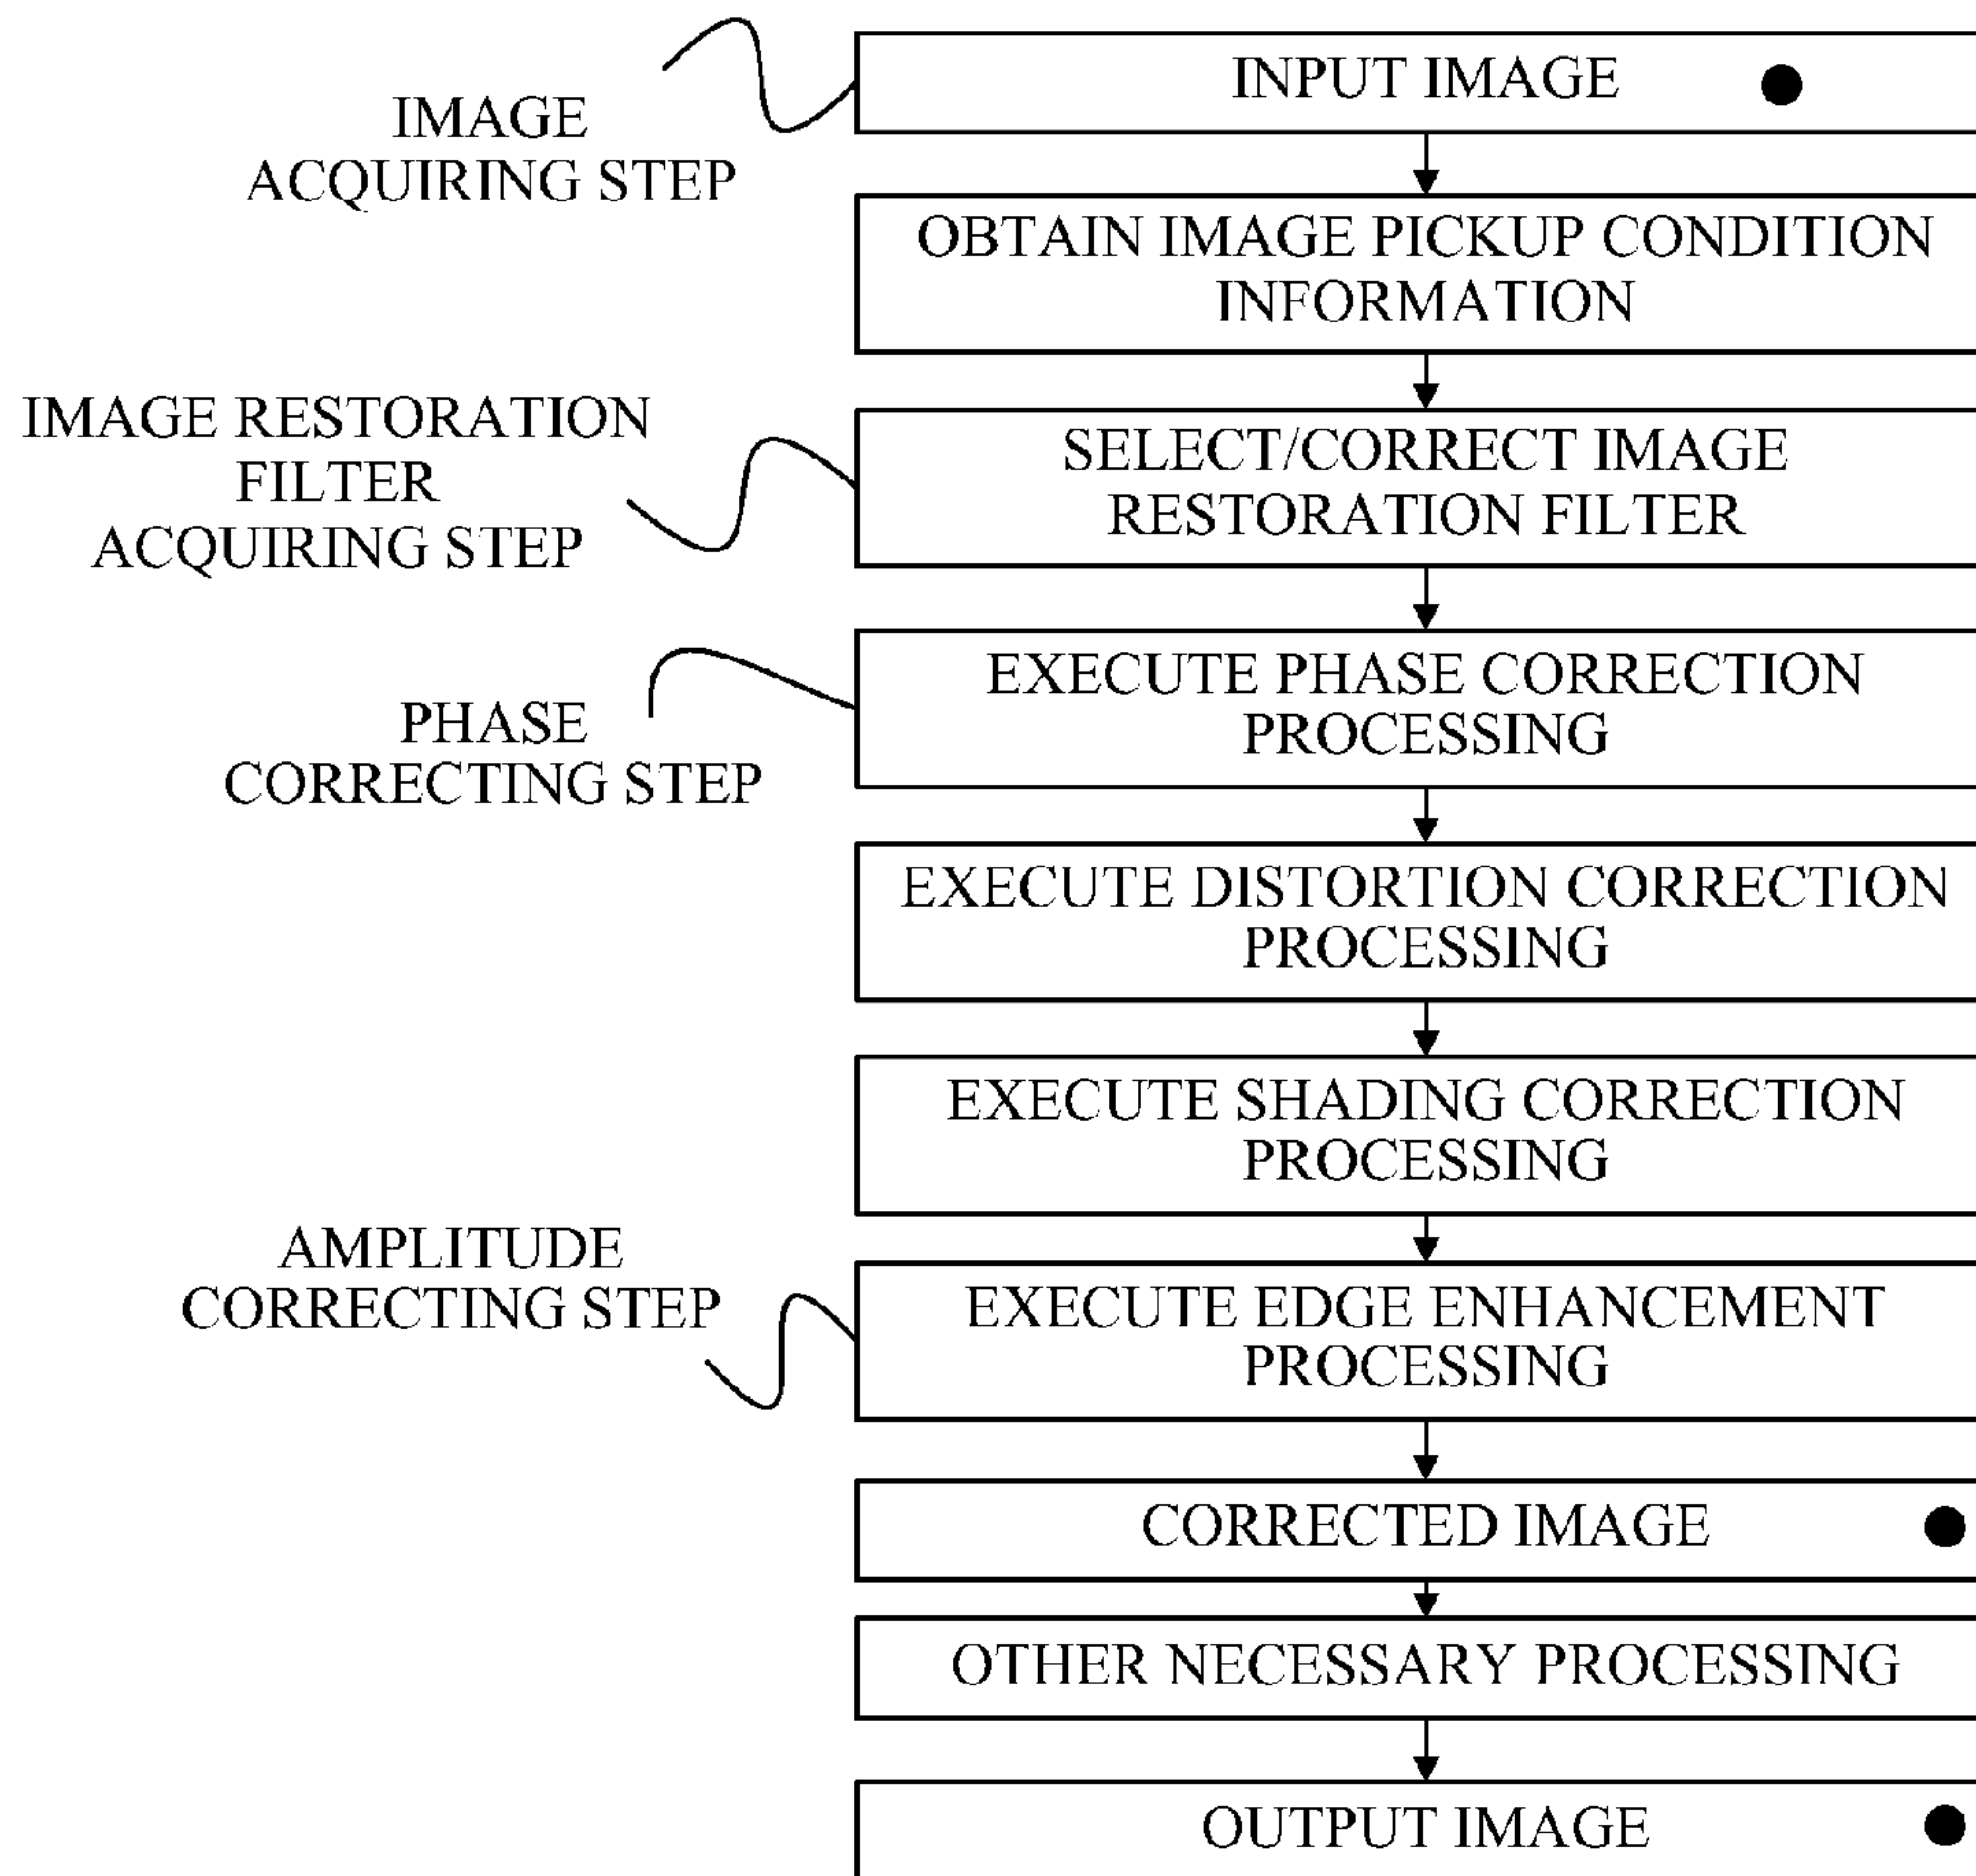 INPUT IMAGE
IMAGE
ACQUIRING STEP
OBTAIN IMAGE PICKUP CONDITION
INFORMATION
IMAGE RESTORATION
FILTER
ACQUIRING STEP
SELECT/CORRECT IMAGE
RESTORATION FILTER
EXECUTE PHASE CORRECTION
PROCESSING
PHASE
CORRECTING STEP
EXECUTE DISTORTION CORRECTION
PROCESSING
EXECUTE SHADING CORRECTION
PROCESSING
AMPLITUDE
CORRECTING STEP
EXECUTE EDGE ENHANCEMENT
PROCESSING
CORRECTED IMAGE
OTHER NECESSARY PROCESSING
OUTPUT IMAGE